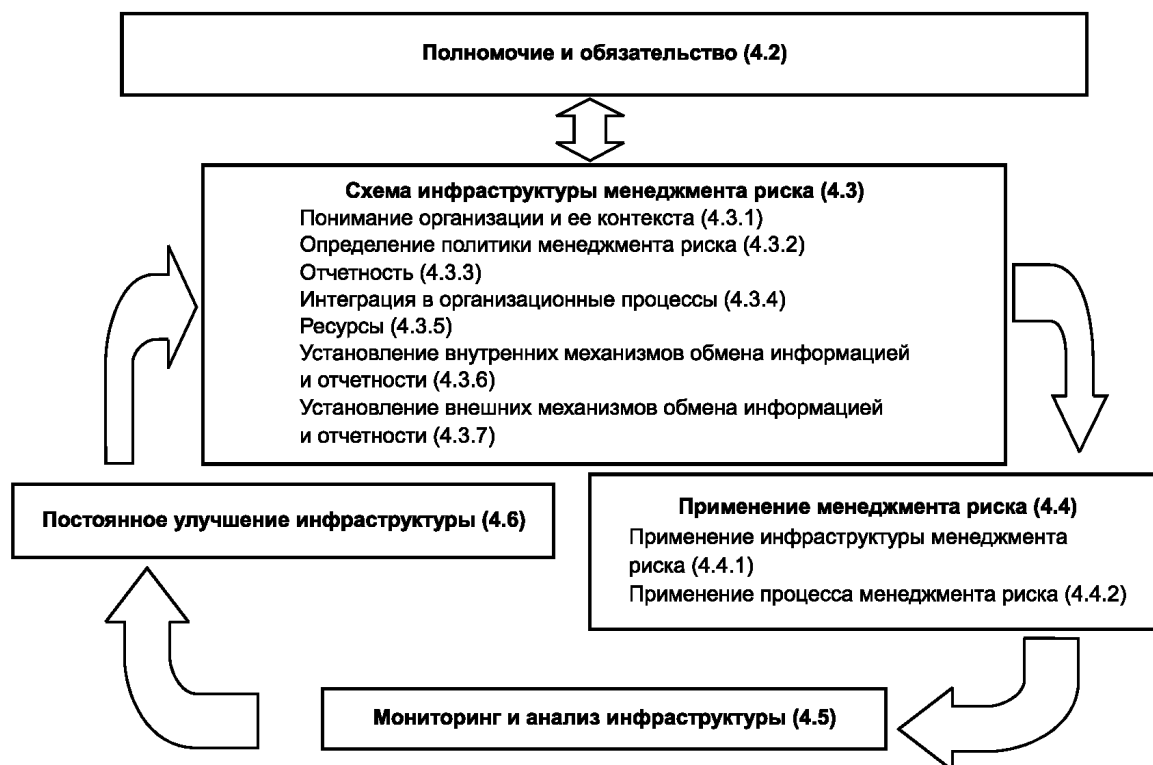 Полномочие и обязательство (4.2)
Схема инфраструктуры менеджмента риска (4.3)
Понимание организации и ее контекста (4.3.1)
Определение политики менеджмента риска (4.3.2)
Отчетность (4.3.3)
Интеграция в организационные процессы (4.3.4)
Ресурсы (4.3.5)
Установление внутренних механизмов обмена информацией
и отчетности (4.3.6)
Установление внешних механизмов обмена информацией
и отчетности (4.3.7)
Применение менеджмента риска (4.4)
Применение инфраструктуры менеджмента
риска (4.4.1)
Применение процесса менеджмента риска (4.4.2)
Мониторинг и анализ инфраструктуры (4.5)
Постоянное улучшение инфраструктуры (4.6)